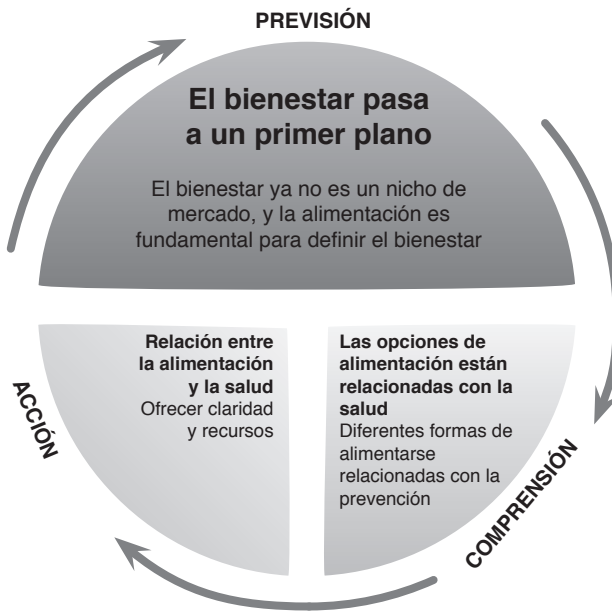 PREVISIÓN
El bienestar pasa
a un primer plano
El bienestar ya no es un nicho de
mercado, y la alimentación es
fundamental para definir el bienestar
Relación entre
la alimentación
y la salud
Ofrecer claridad
y recursos
Las opciones de
alimentación están
relacionadas con la
salud
Diferentes formas de
alimentarse
relacionadas con la
prevención
ACCIÓN
COMPRENSIÓN